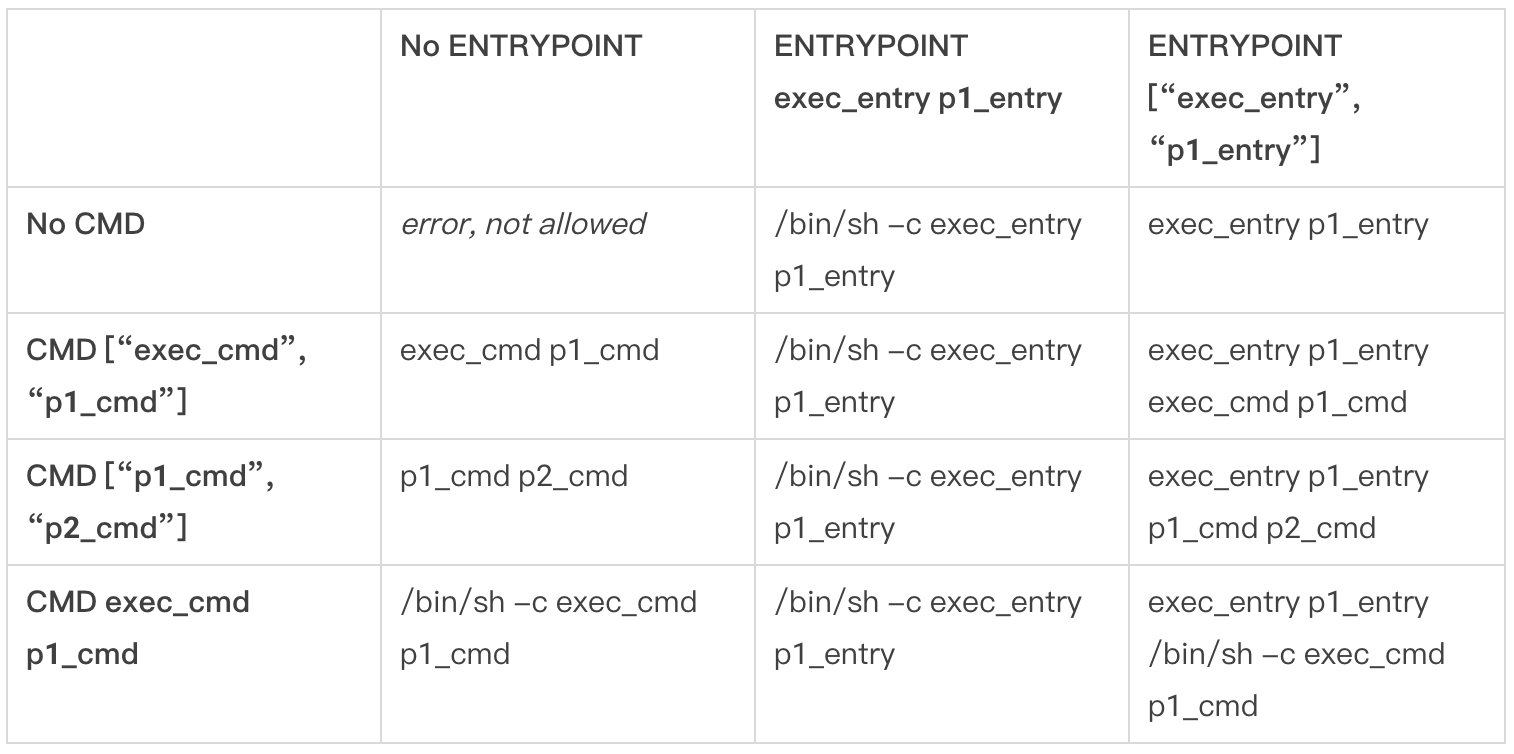 No ENTRYPOINT
ENTRYPOINT
exec_entry p1_entry
ENTRYPOINT
[“exec_entry”,
“p1_entry”]
No CMD
error, not allowed
/bin/sh –c exec_entry
p1_entry
exec_entry p1_entry
CMD [“exec_cmd”,
“p1_cmd”]
exec_cmd p1_cmd
/bin/sh –c exec_entry
p1_entry
exec_entry p1_entry
exec_cmd p1_cmd
CMD [“p1_cmd”,
“p2_cmd”]
p1_cmd p2_cmd
/bin/sh –c exec_entry
p1_entry
exec_entry p1_entry
p1_cmd p2_cmd
CMD exec_cmd
p1_cmd
/bin/sh –c exec_cmd
p1_cmd
/bin/sh –c exec_entry
p1_entry
exec_entry p1_entry
/bin/sh –c exec_cmd
p1_cmd